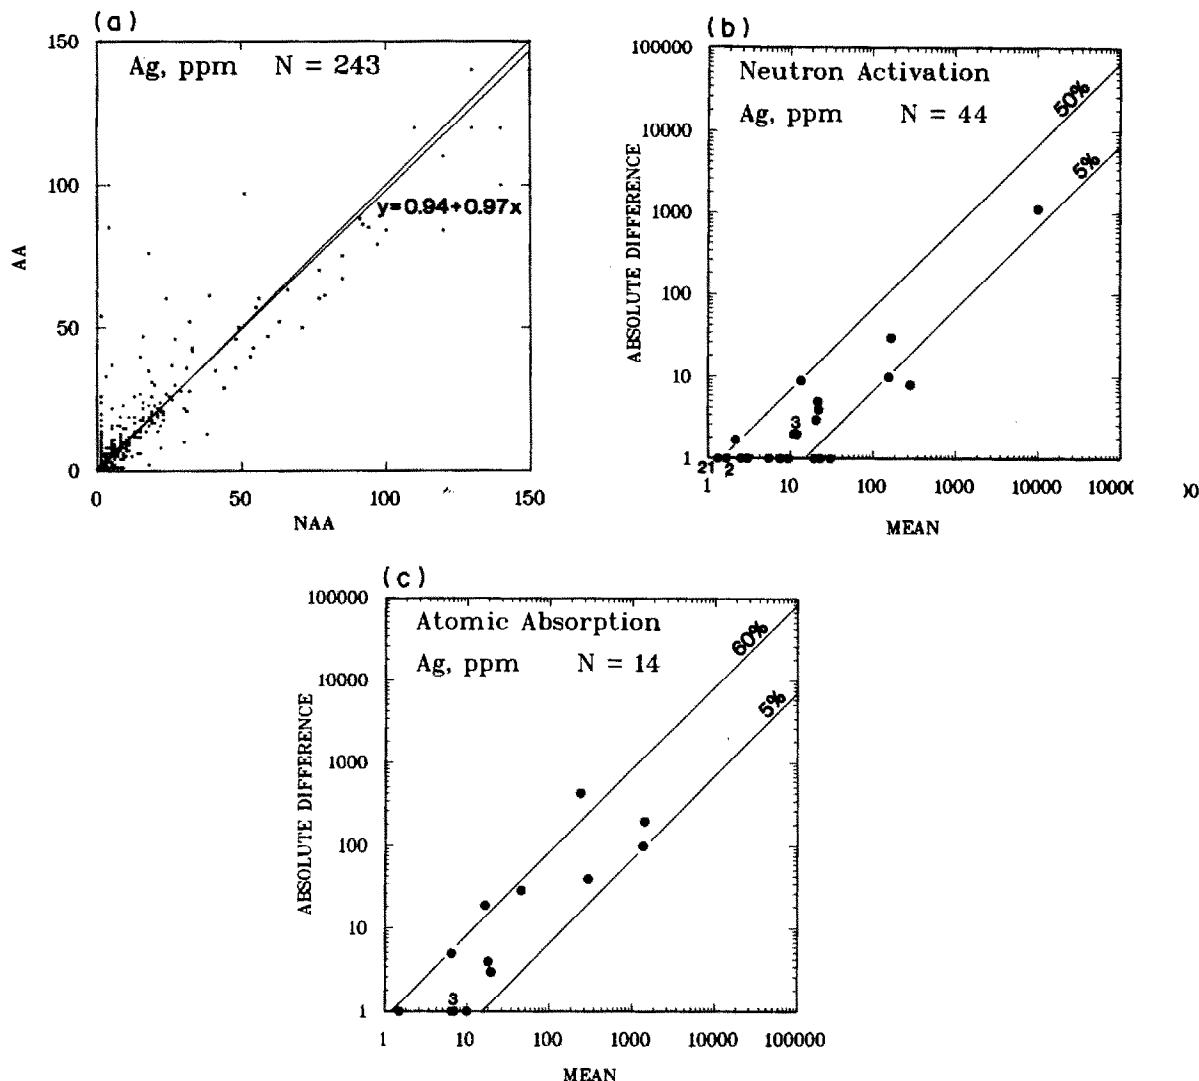 (a)
150
Ag, ppm N = 243
100
y=0.94+0.97x
AA
50
0
0 50 100 150
NAA
(b)
100000
Neutron Activation
Ag, ppm N = 44
50%
5%
10000
1000
100
10
1
ABSOLUTE DIFFERENCE
3
21 2
1 10 100 1000 10000 10000
MEAN
(c)
100000
Atomic Absorption
Ag, ppm N = 14
60%
5%
10000
1000
100
10
1
ABSOLUTE DIFFERENCE
3
1 10 100 1000 10000 100000
MEAN